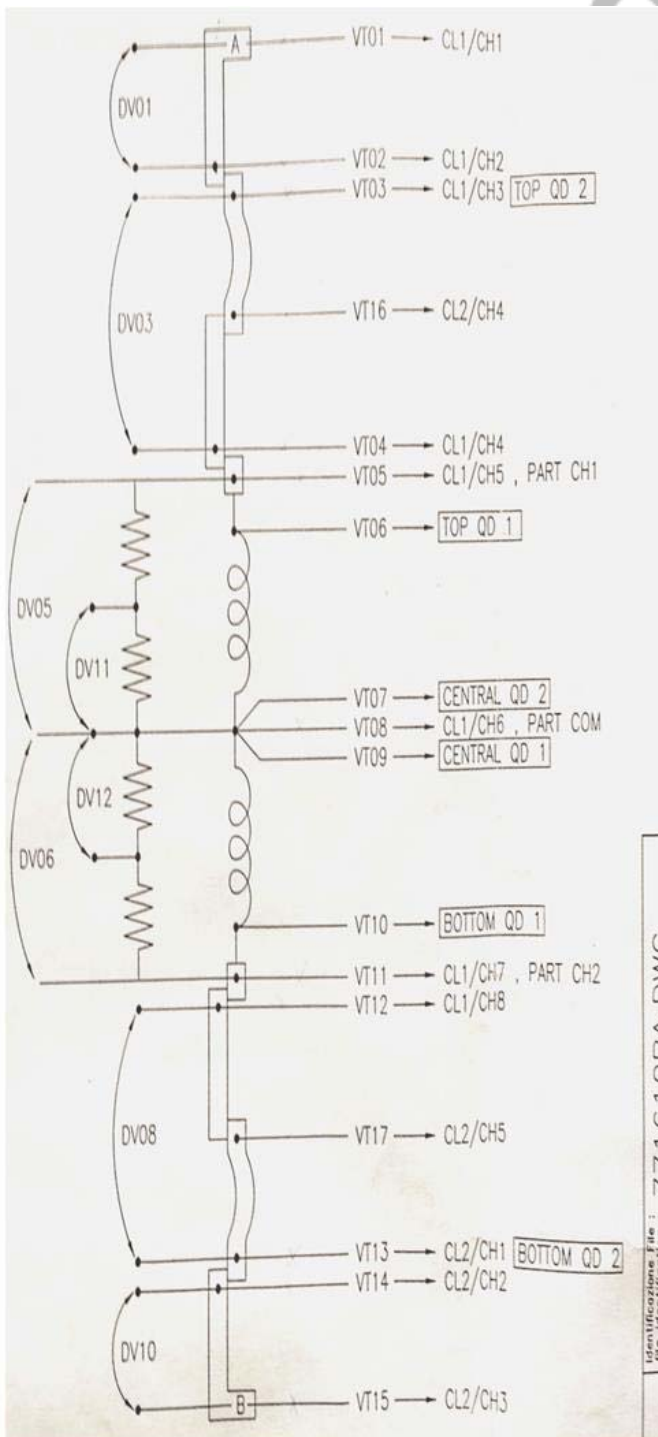 A VT01 CL1/CH1
DV01
VT02 CL1/CH2
VT03 CL1/CH3 TOP QD 2
DV03
VT16 CL2/CH4
VT04 CL1/CH4
VT05 CL1/CH5 , PART CH1
VT06 TOP QD 1
DV05
DV11
VT07 CENTRAL QD 2
VT08 CL1/CH6 , PART COM
VT09 CENTRAL QD 1
DV12
DV06
VT10 BOTTOM QD 1
VT11 CL1/CH7 , PART CH2
VT12 CL1/CH8
DV08
VT17 CL2/CH5
VT13 CL2/CH1 BOTTOM QD 2
VT14 CL2/CH2
DV10
B VT15 CL2/CH3
Identificazione File :